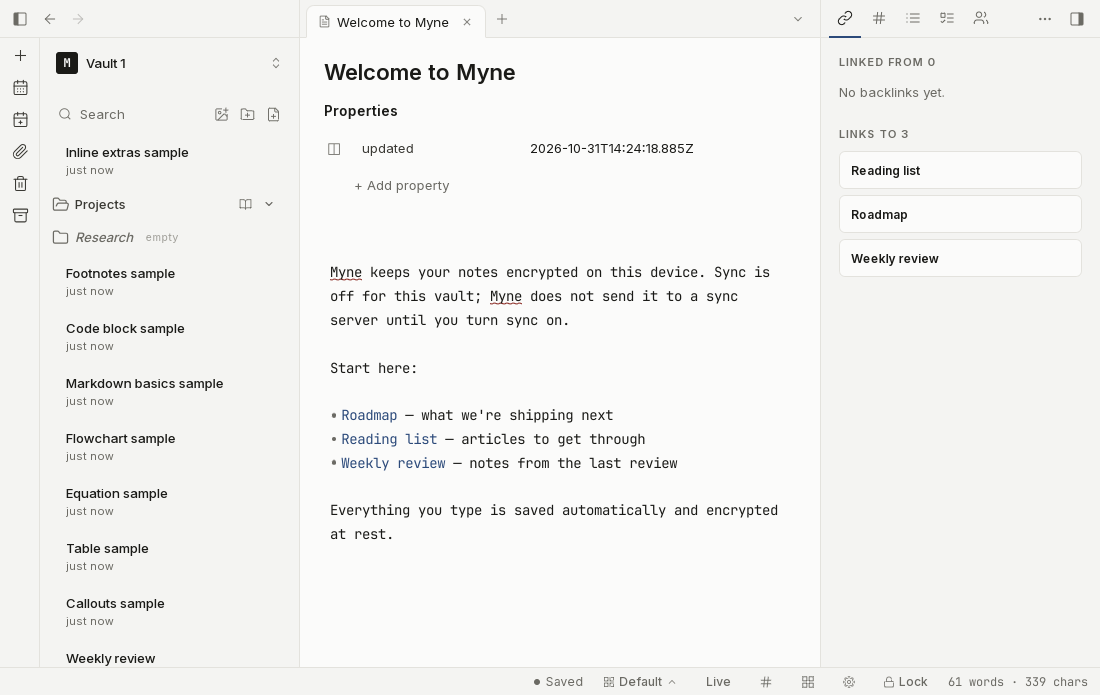 Welcome to Myne
M Vault 1
Search
Inline extras sample
just now
Projects
Research empty
Footnotes sample
just now
Code block sample
just now
Markdown basics sample
just now
Flowchart sample
just now
Equation sample
just now
Table sample
just now
Callouts sample
just now
Weekly review
Welcome to Myne
Properties
updated 2026-10-31T14:24:18.885Z
+ Add property
Myne keeps your notes encrypted on this device. Sync is
off for this vault; Myne does not send it to a sync
server until you turn sync on.
Start here:
• Roadmap — what we're shipping next
• Reading list — articles to get through
• Weekly review — notes from the last review
Everything you type is saved automatically and encrypted
at rest.
LINKED FROM 0
No backlinks yet.
LINKS TO 3
Reading list
Roadmap
Weekly review
Saved Default Live Lock 61 words · 339 chars